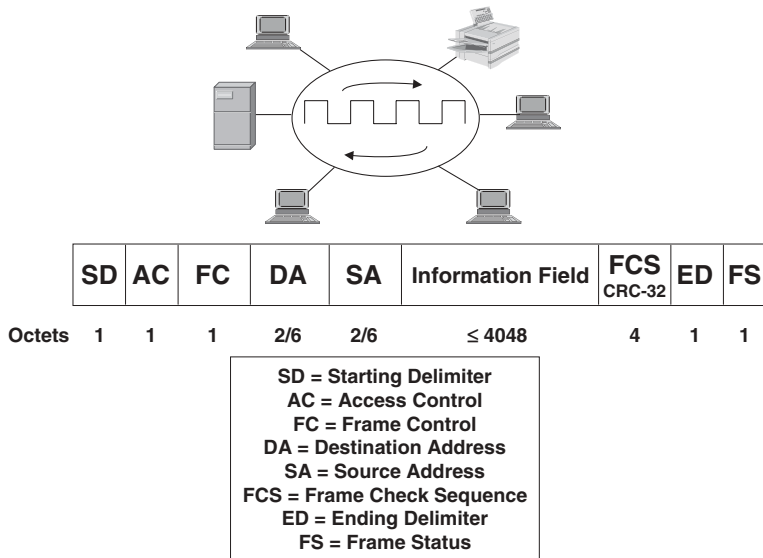 SD AC FC DA SA Information Field FCS CRC-32 ED FS
Octets 1 1 1 2/6 2/6 ≤ 4048 4 1 1
SD = Starting Delimiter
AC = Access Control
FC = Frame Control
DA = Destination Address
SA = Source Address
FCS = Frame Check Sequence
ED = Ending Delimiter
FS = Frame Status